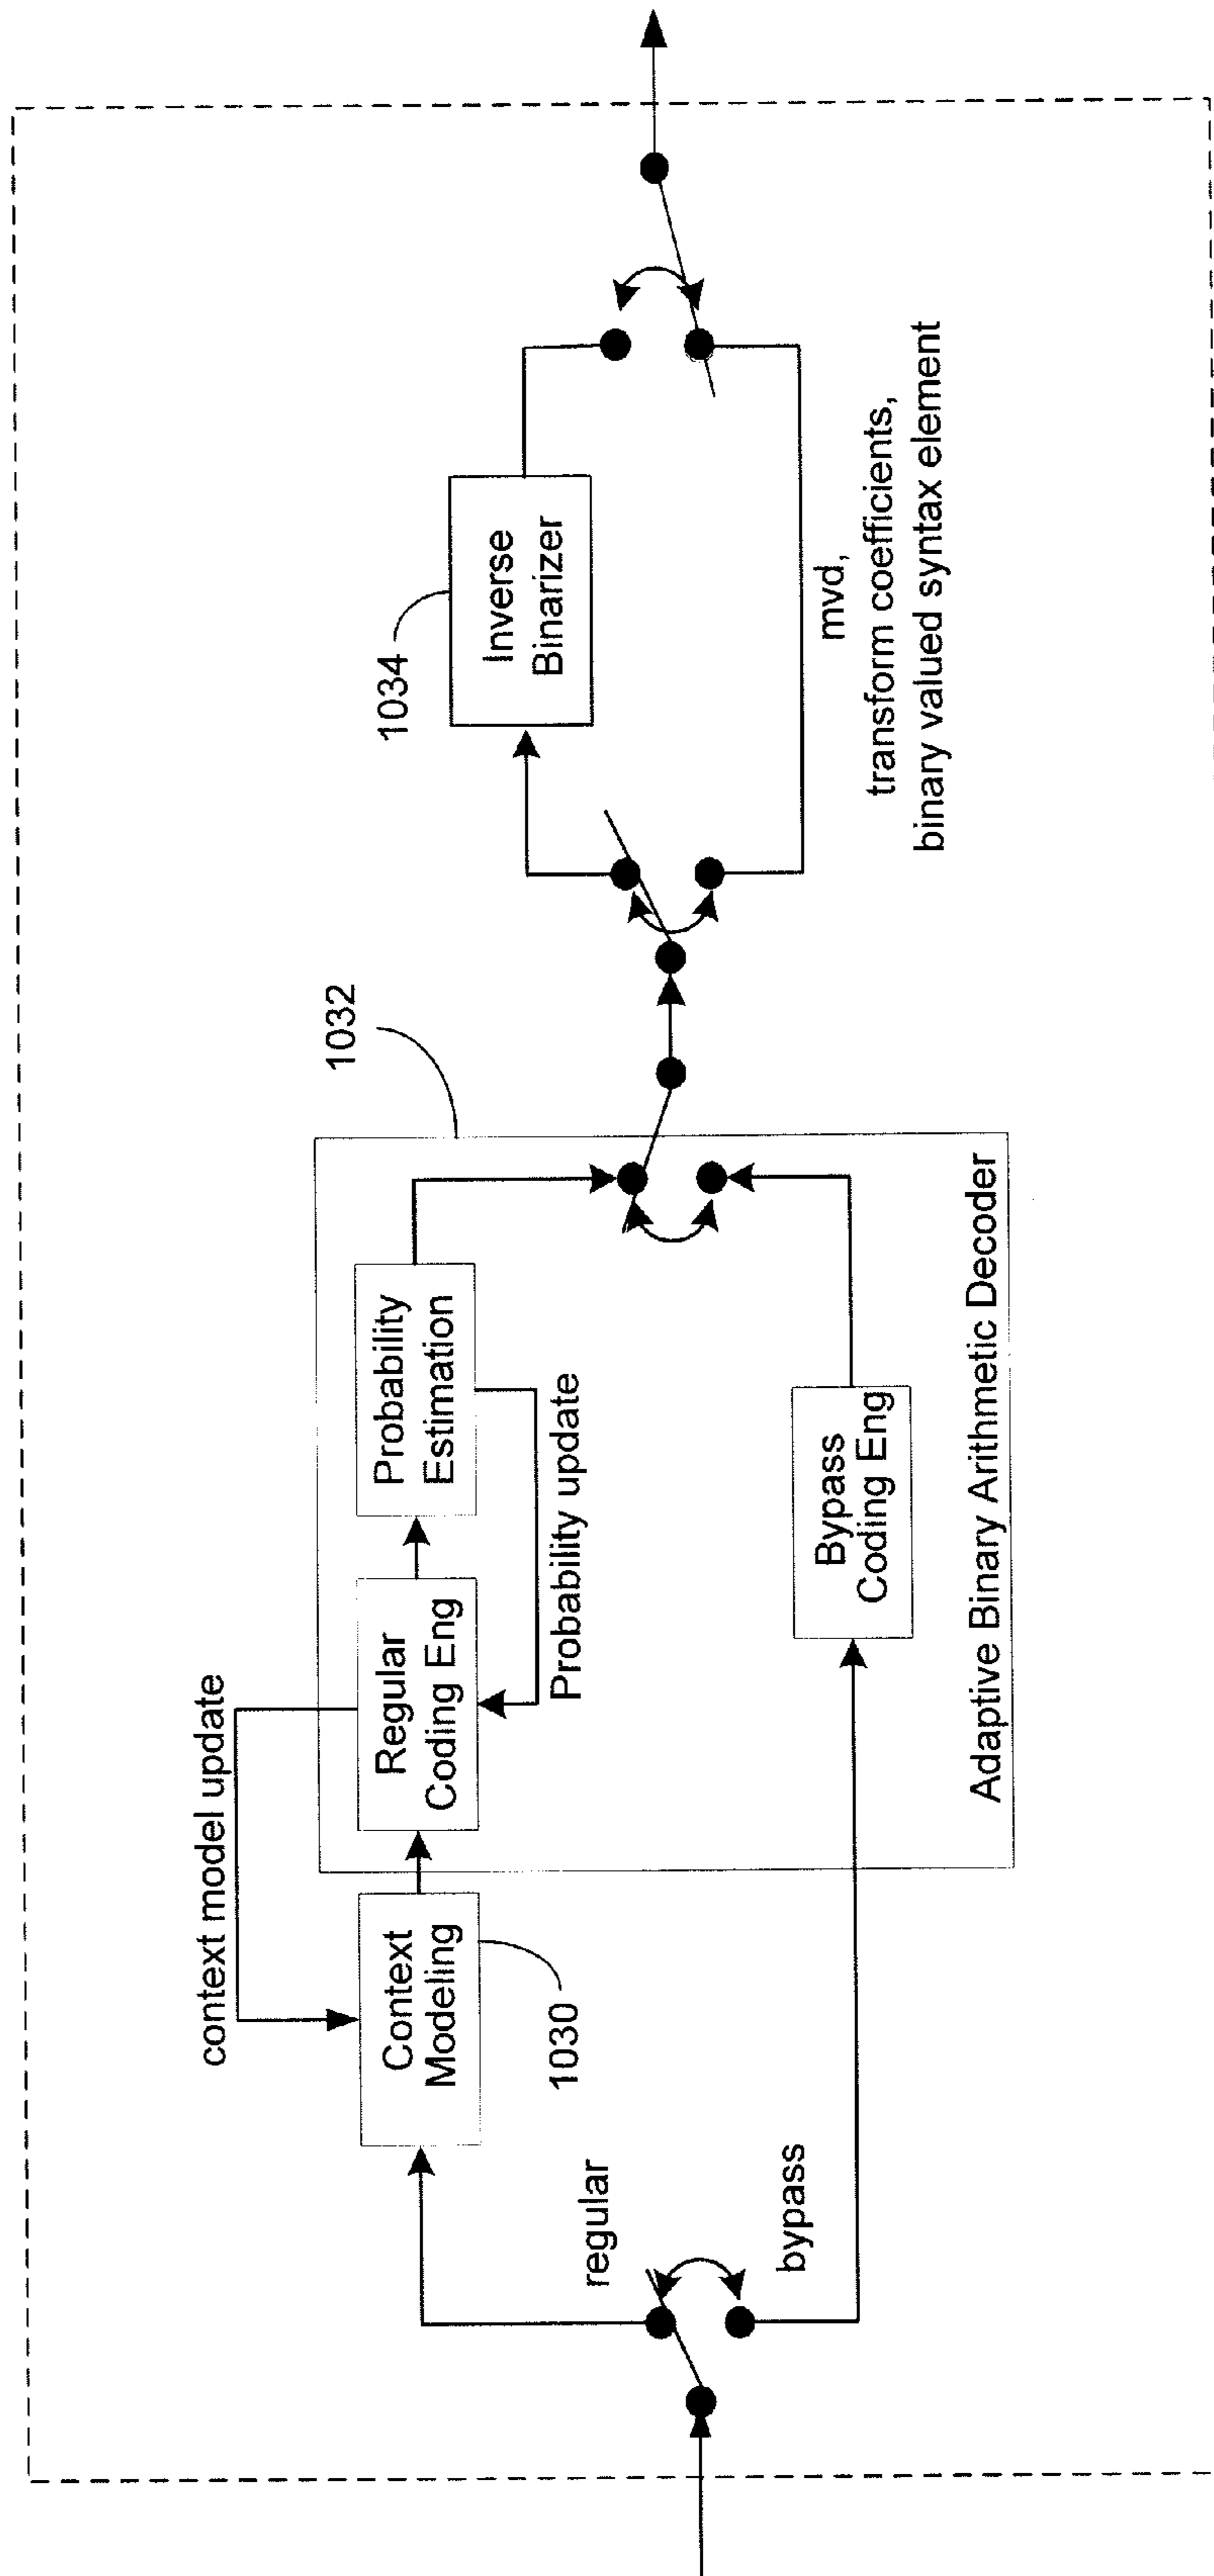 context model update
Context
Modeling
1030
Regular
Coding Eng
Probability
Estimation
Probability update
1032
regular
bypass
Bypass
Coding Eng
Adaptive Binary Arithmetic Decoder
1034
Inverse
Binarizer
mvd,
transform coefficients,
binary valued syntax element